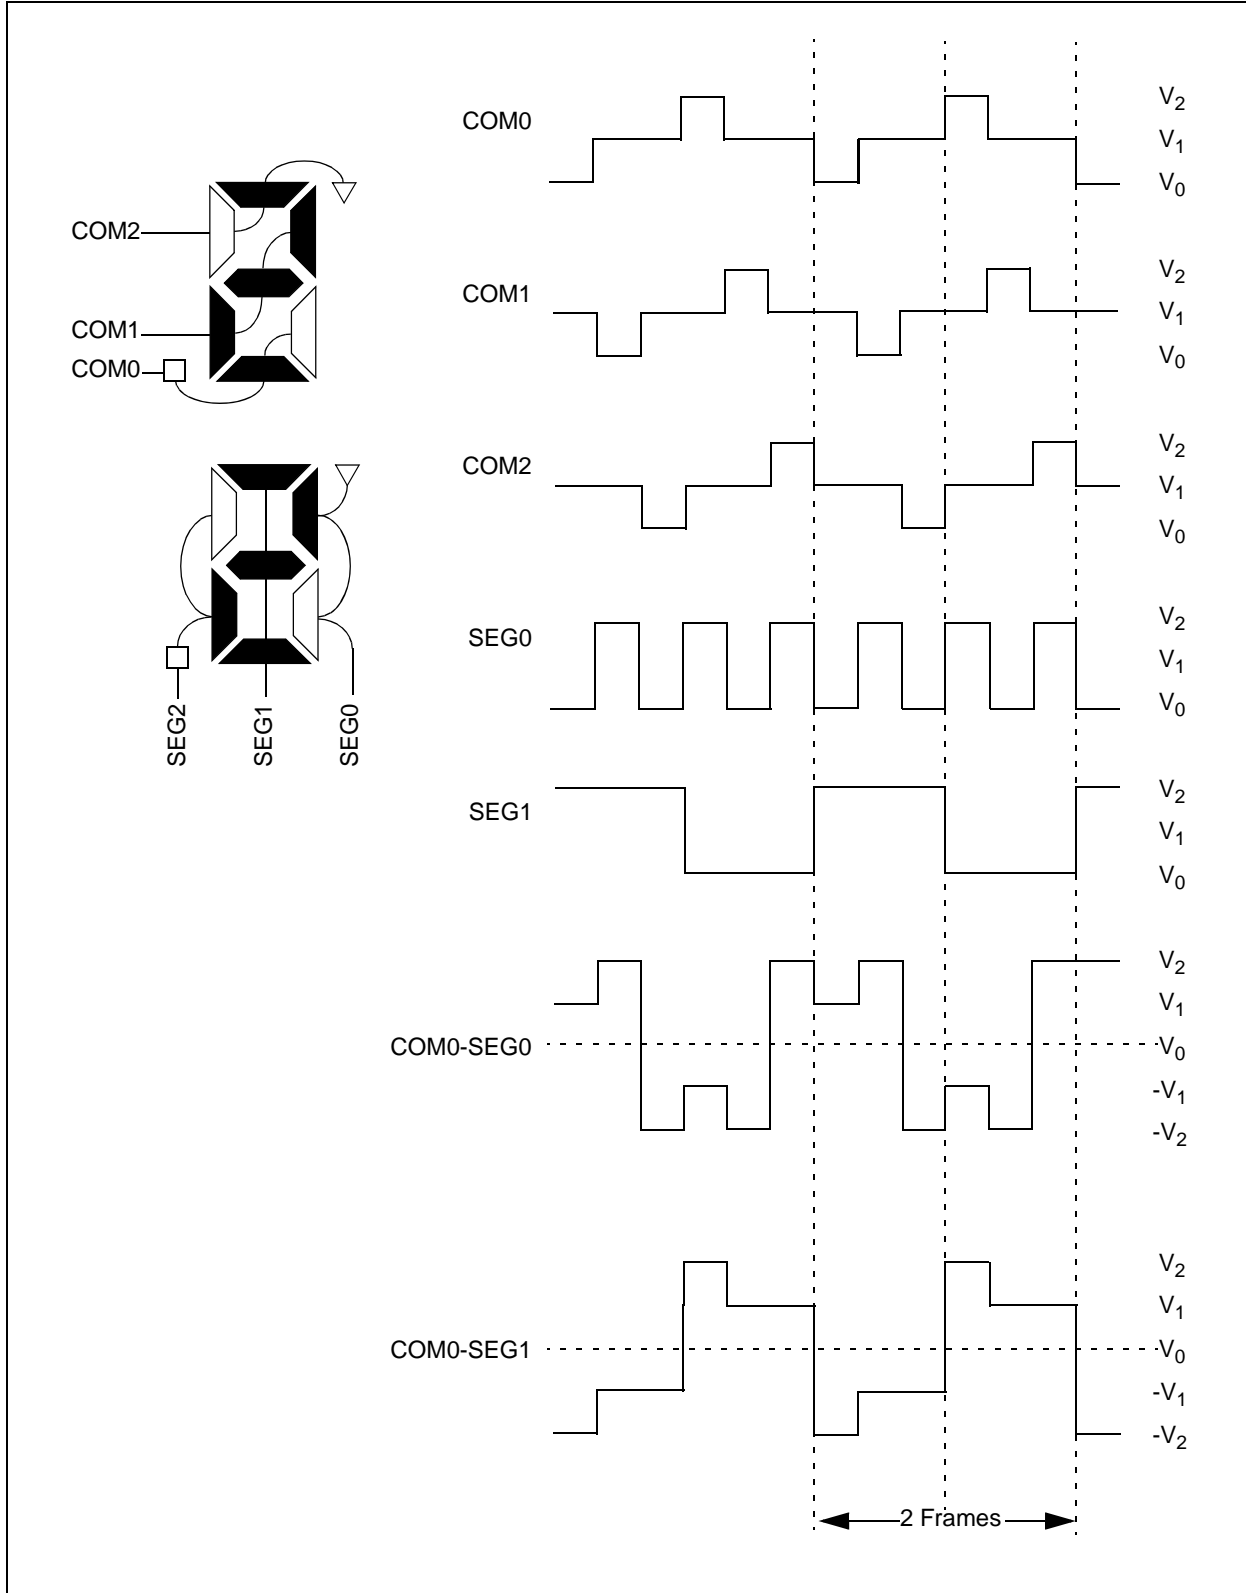 COM0
V2
V1
V0
COM2
COM1
COM0
COM1
V2
V1
V0
COM2
V2
V1
V0
SEG0
V2
V1
V0
SEG2
SEG1
SEG0
SEG1
V2
V1
V0
COM0-SEG0
V2
V1
V0
-V1
-V2
COM0-SEG1
V2
V1
V0
-V1
-V2
2 Frames